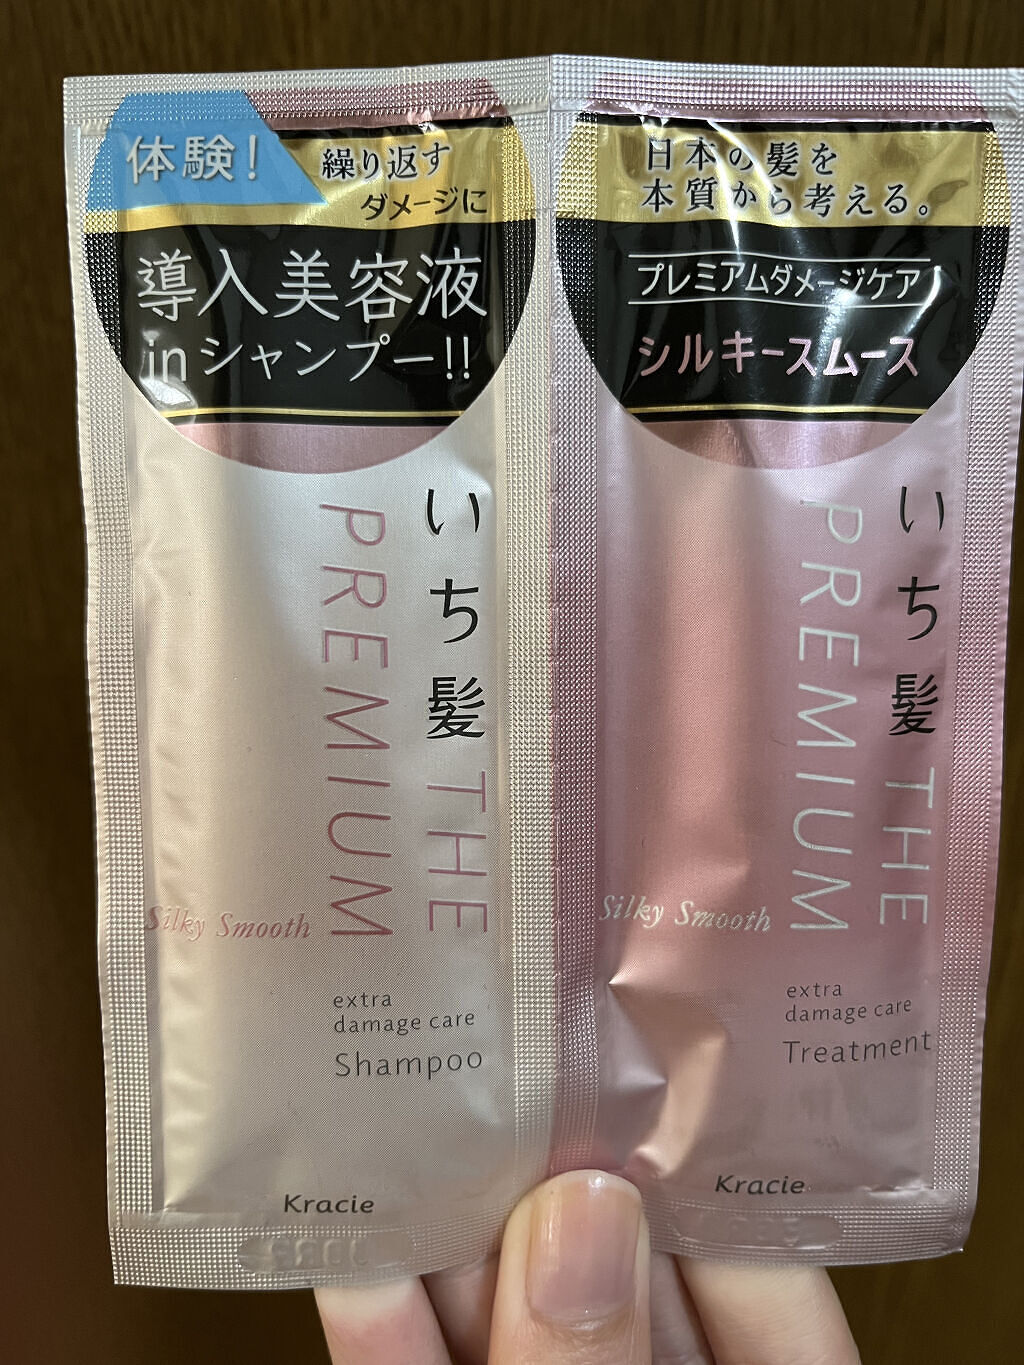 体験!
繰り返す
ダメージに
導入美容液
inシャンプー!!
いち髪 THE
PREMIUM
Silky Smooth
extra
damage care
Shampoo
Kracie
日本の髪を
本質から考える。
プレミアムダメージケア
シルキースムース
いち髪 THE
PREMIUM
Silky Smooth
extra
damage care
Treatment
Kracie